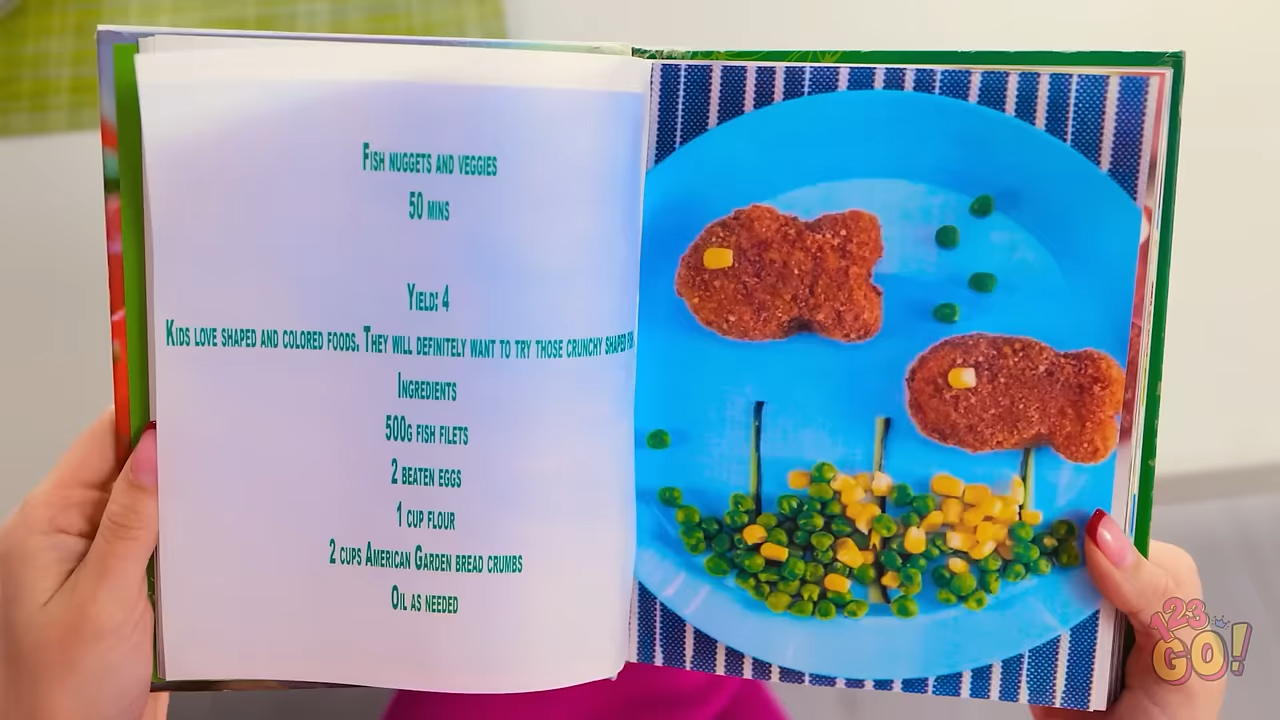 Fish nuggets and veggies
50 mins
Yield: 4
Kids love shaped and colored foods. They will definitely want to try those crunchy shaped
Ingredients
500g fish filets
2 beaten eggs
1 cup flour
2 cups American Garden bread crumbs
Oil as needed
123
GO!